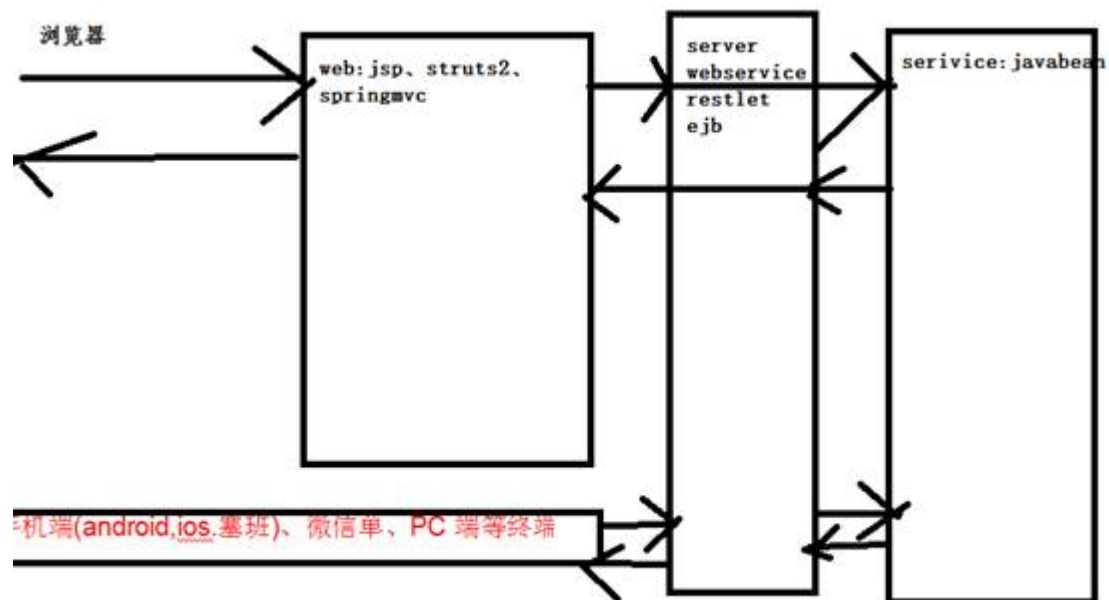 浏览器
web:jsp、struts2、
springmvc
server
webservice
restlet
ejb
serivice:javabean
机端(android,ios.塞班)、微信单、PC 端等终端